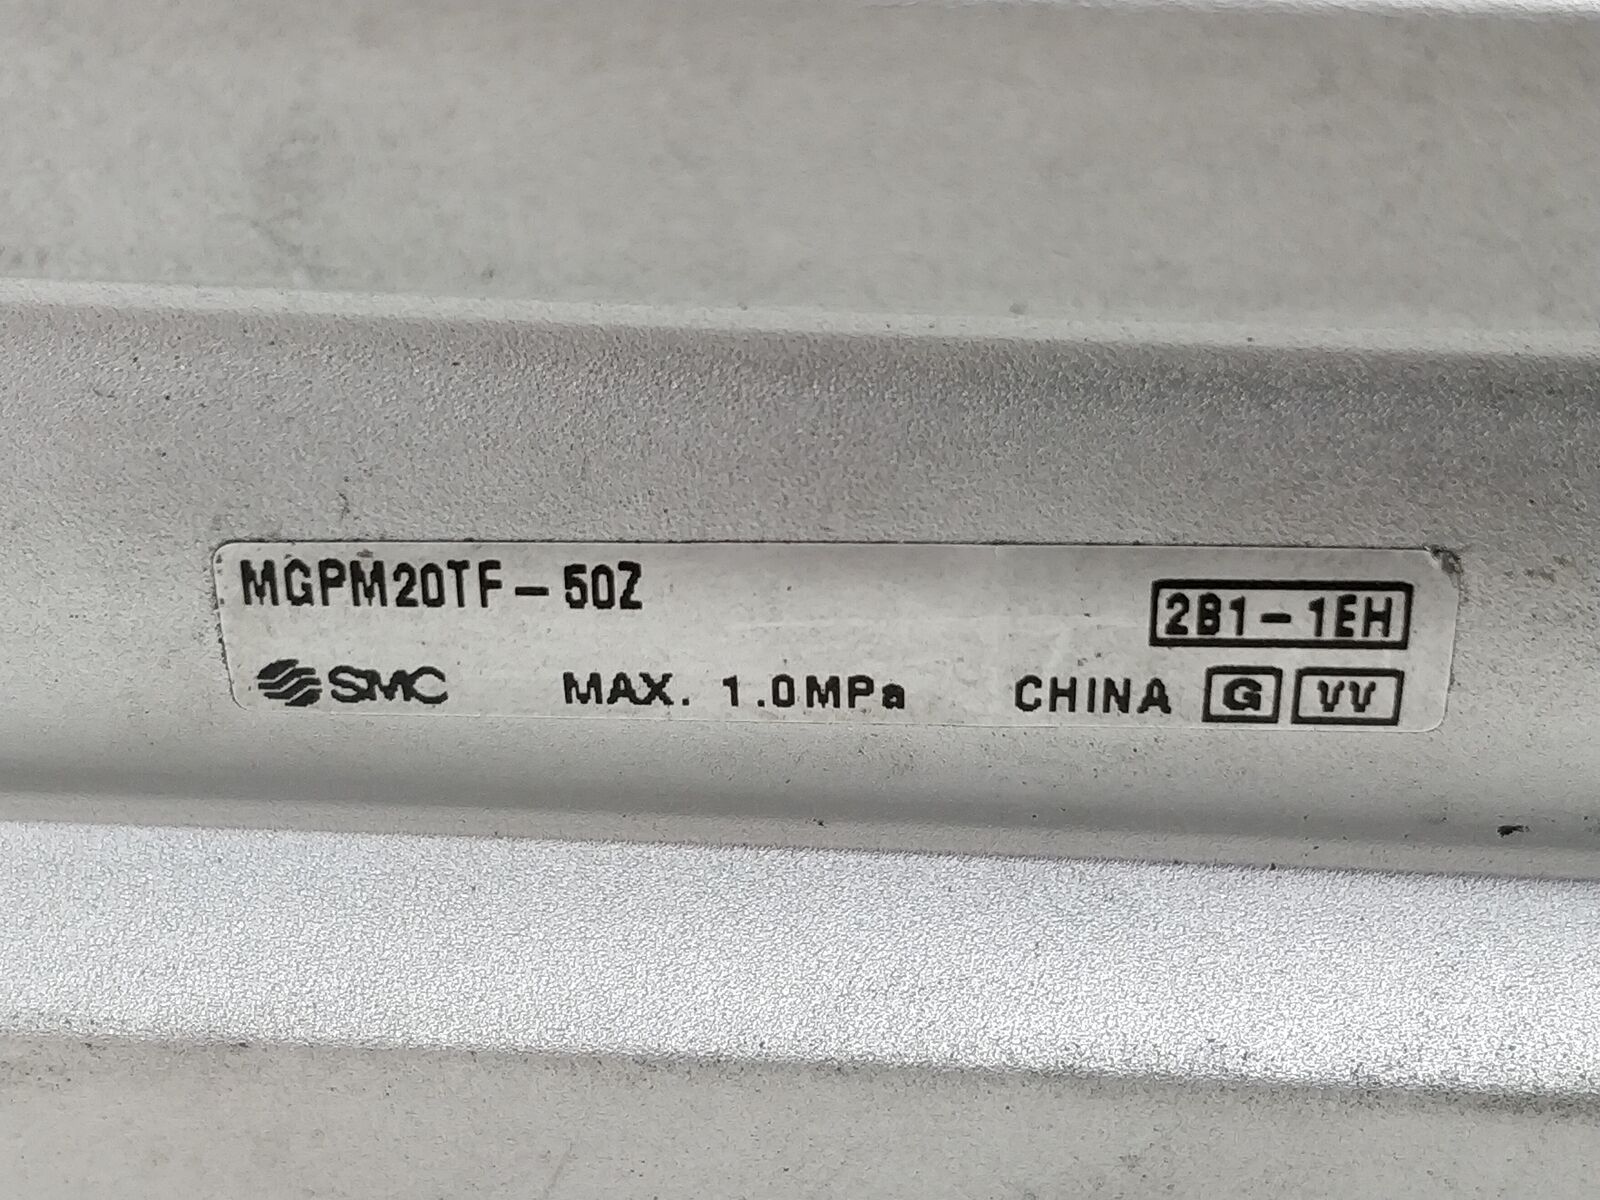 MGPM20TF-50Z
2B1-1EH
SMC MAX. 1.0MPa CHINA G VV